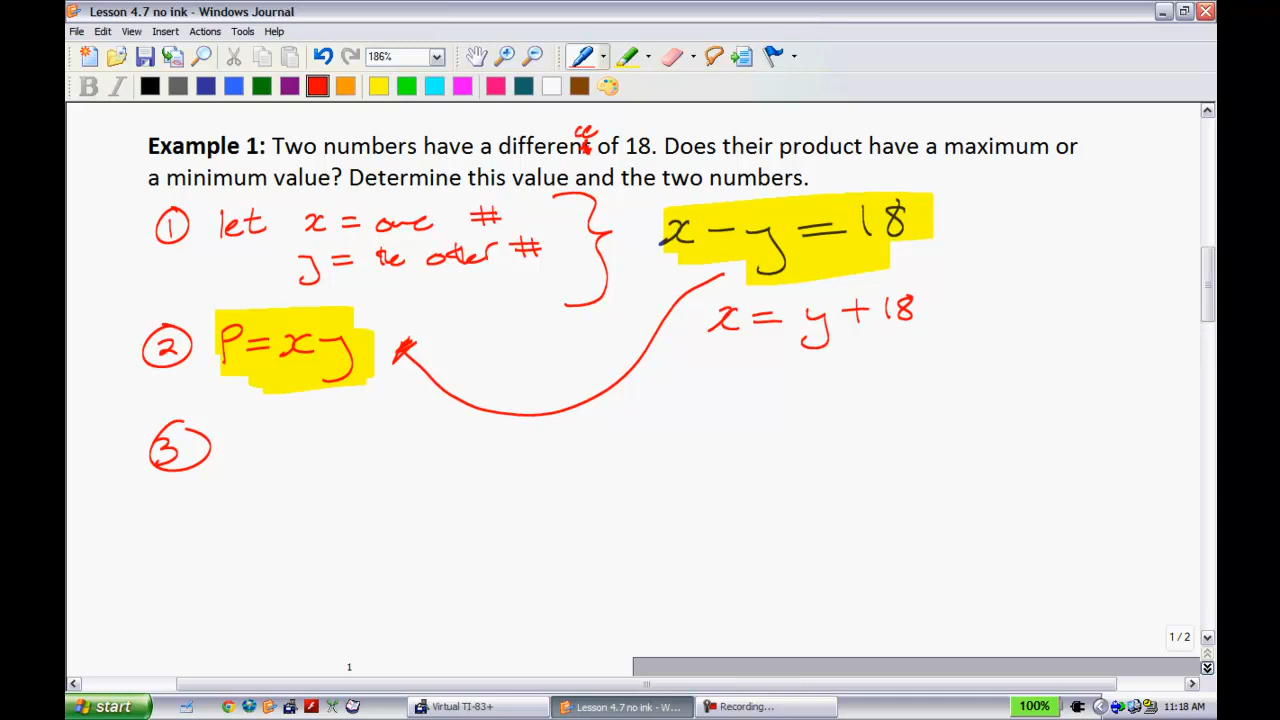 Lesson 4.7 no ink - Windows Journal
File Edit View Insert Actions Tools Help
186%
B I
ce
Example 1: Two numbers have a different of 18. Does their product have a maximum or
a minimum value? Determine this value and the two numbers.
① let x = one #
y = the other #
x - y = 18
x = y + 18
② P = xy
③
1 / 2
1
start
Virtual TI-83+
Lesson 4.7 no ink - W...
Recording...
100%
11:18 AM